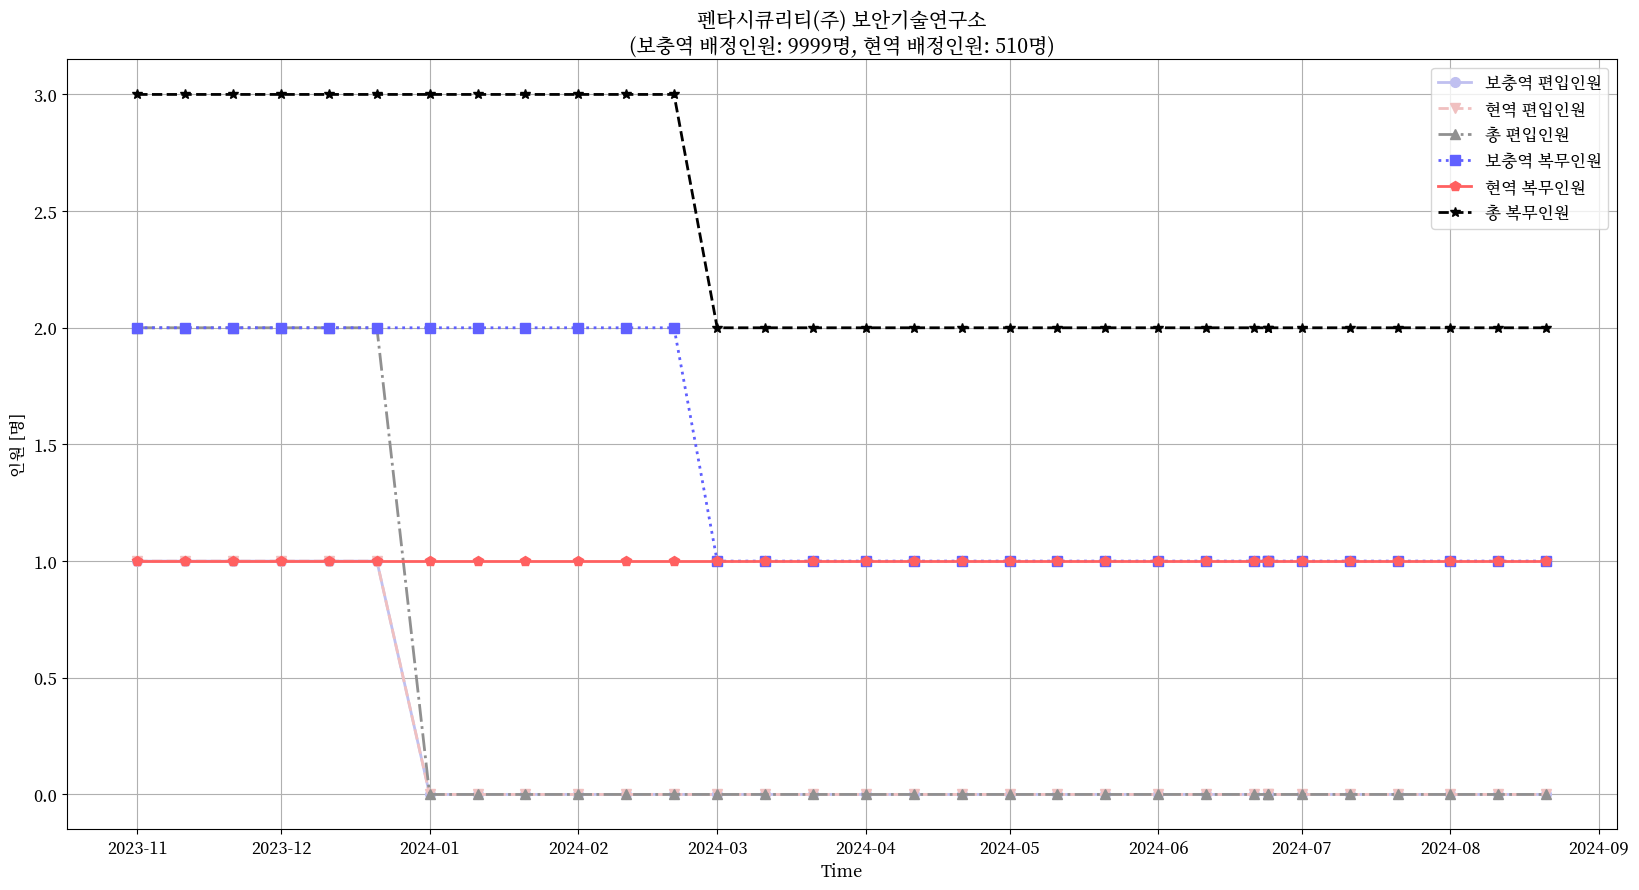 펜타시큐리티(주) 보안기술연구소
(보충역 배정인원: 9999명, 현역 배정인원: 510명)
보충역 편입인원
현역 편입인원
총 편입인원
보충역 복무인원
현역 복무인원
총 복무인원
인원 [명]
3.0
2.5
2.0
1.5
1.0
0.5
0.0
2023-11
2023-12
2024-01
2024-02
2024-03
2024-04
2024-05
2024-06
2024-07
2024-08
2024-09
Time